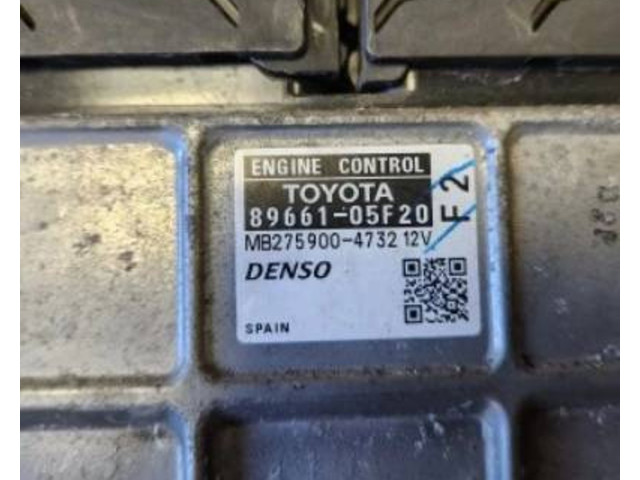 ENGINE CONTROL
TOYOTA
89661-05F20
F2
MB275900-4732 12V
DENSO
SPAIN